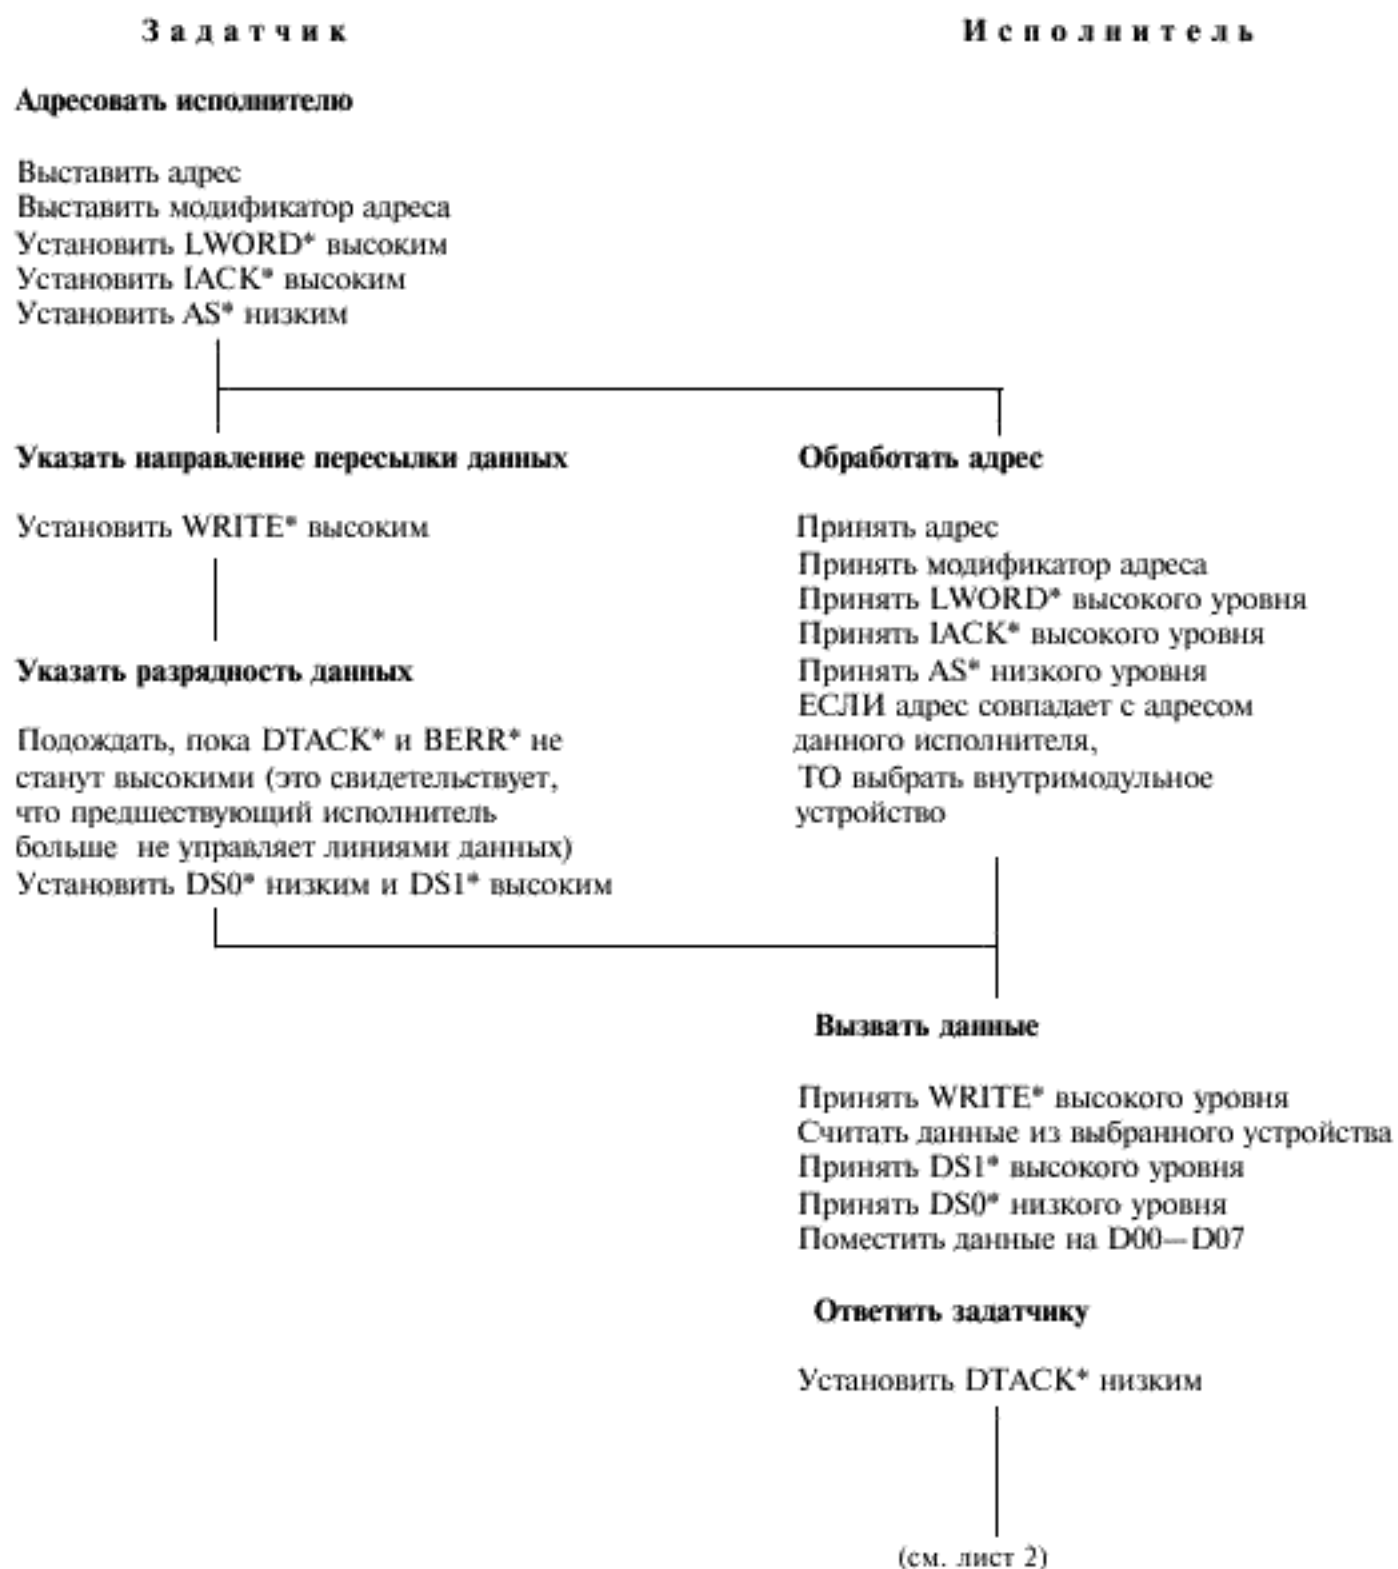 Задатчик
Исполнитель
Адресовать исполнителю
Выставить адрес
Выставить модификатор адреса
Установить LWORD* высоким
Установить IACK* высоким
Установить AS* низким
Указать направление пересылки данных
Установить WRITE* высоким
Указать разрядность данных
Подождать, пока DTACK* и BERR* не
станут высокими (это свидетельствует,
что предшествующий исполнитель
больше не управляет линиями данных)
Установить DS0* низким и DS1* высоким
Обработать адрес
Принять адрес
Принять модификатор адреса
Принять LWORD* высокого уровня
Принять IACK* высокого уровня
Принять AS* низкого уровня
ЕСЛИ адрес совпадает с адресом
данного исполнителя,
ТО выбрать внутримодульное
устройство
Вызвать данные
Принять WRITE* высокого уровня
Считать данные из выбранного устройства
Принять DS1* высокого уровня
Принять DS0* низкого уровня
Поместить данные на D00—D07
Ответить задатчику
Установить DTACK* низким
(см. лист 2)